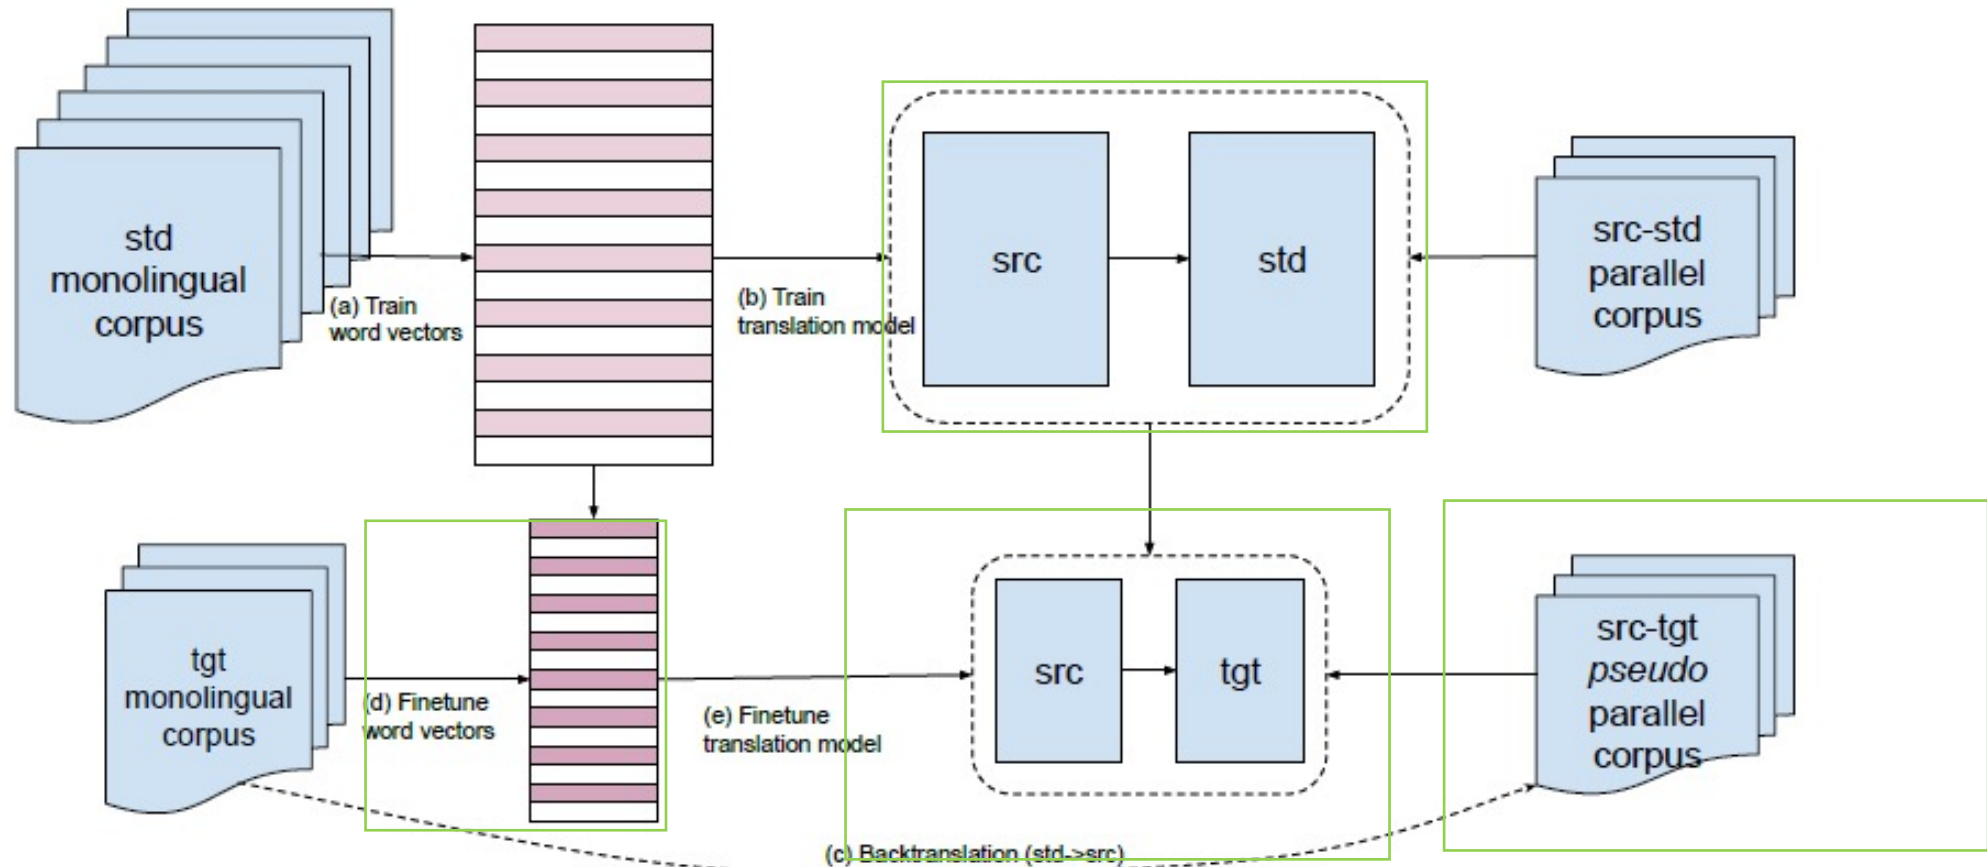 std
monolingual
corpus
(a) Train
word vectors
(b) Train
translation model
src
std
src-std
parallel
corpus
tgt
monolingual
corpus
(d) Finetune
word vectors
(e) Finetune
translation model
src
tgt
src-tgt
pseudo
parallel
corpus
(c) Backtranslation (std->src)